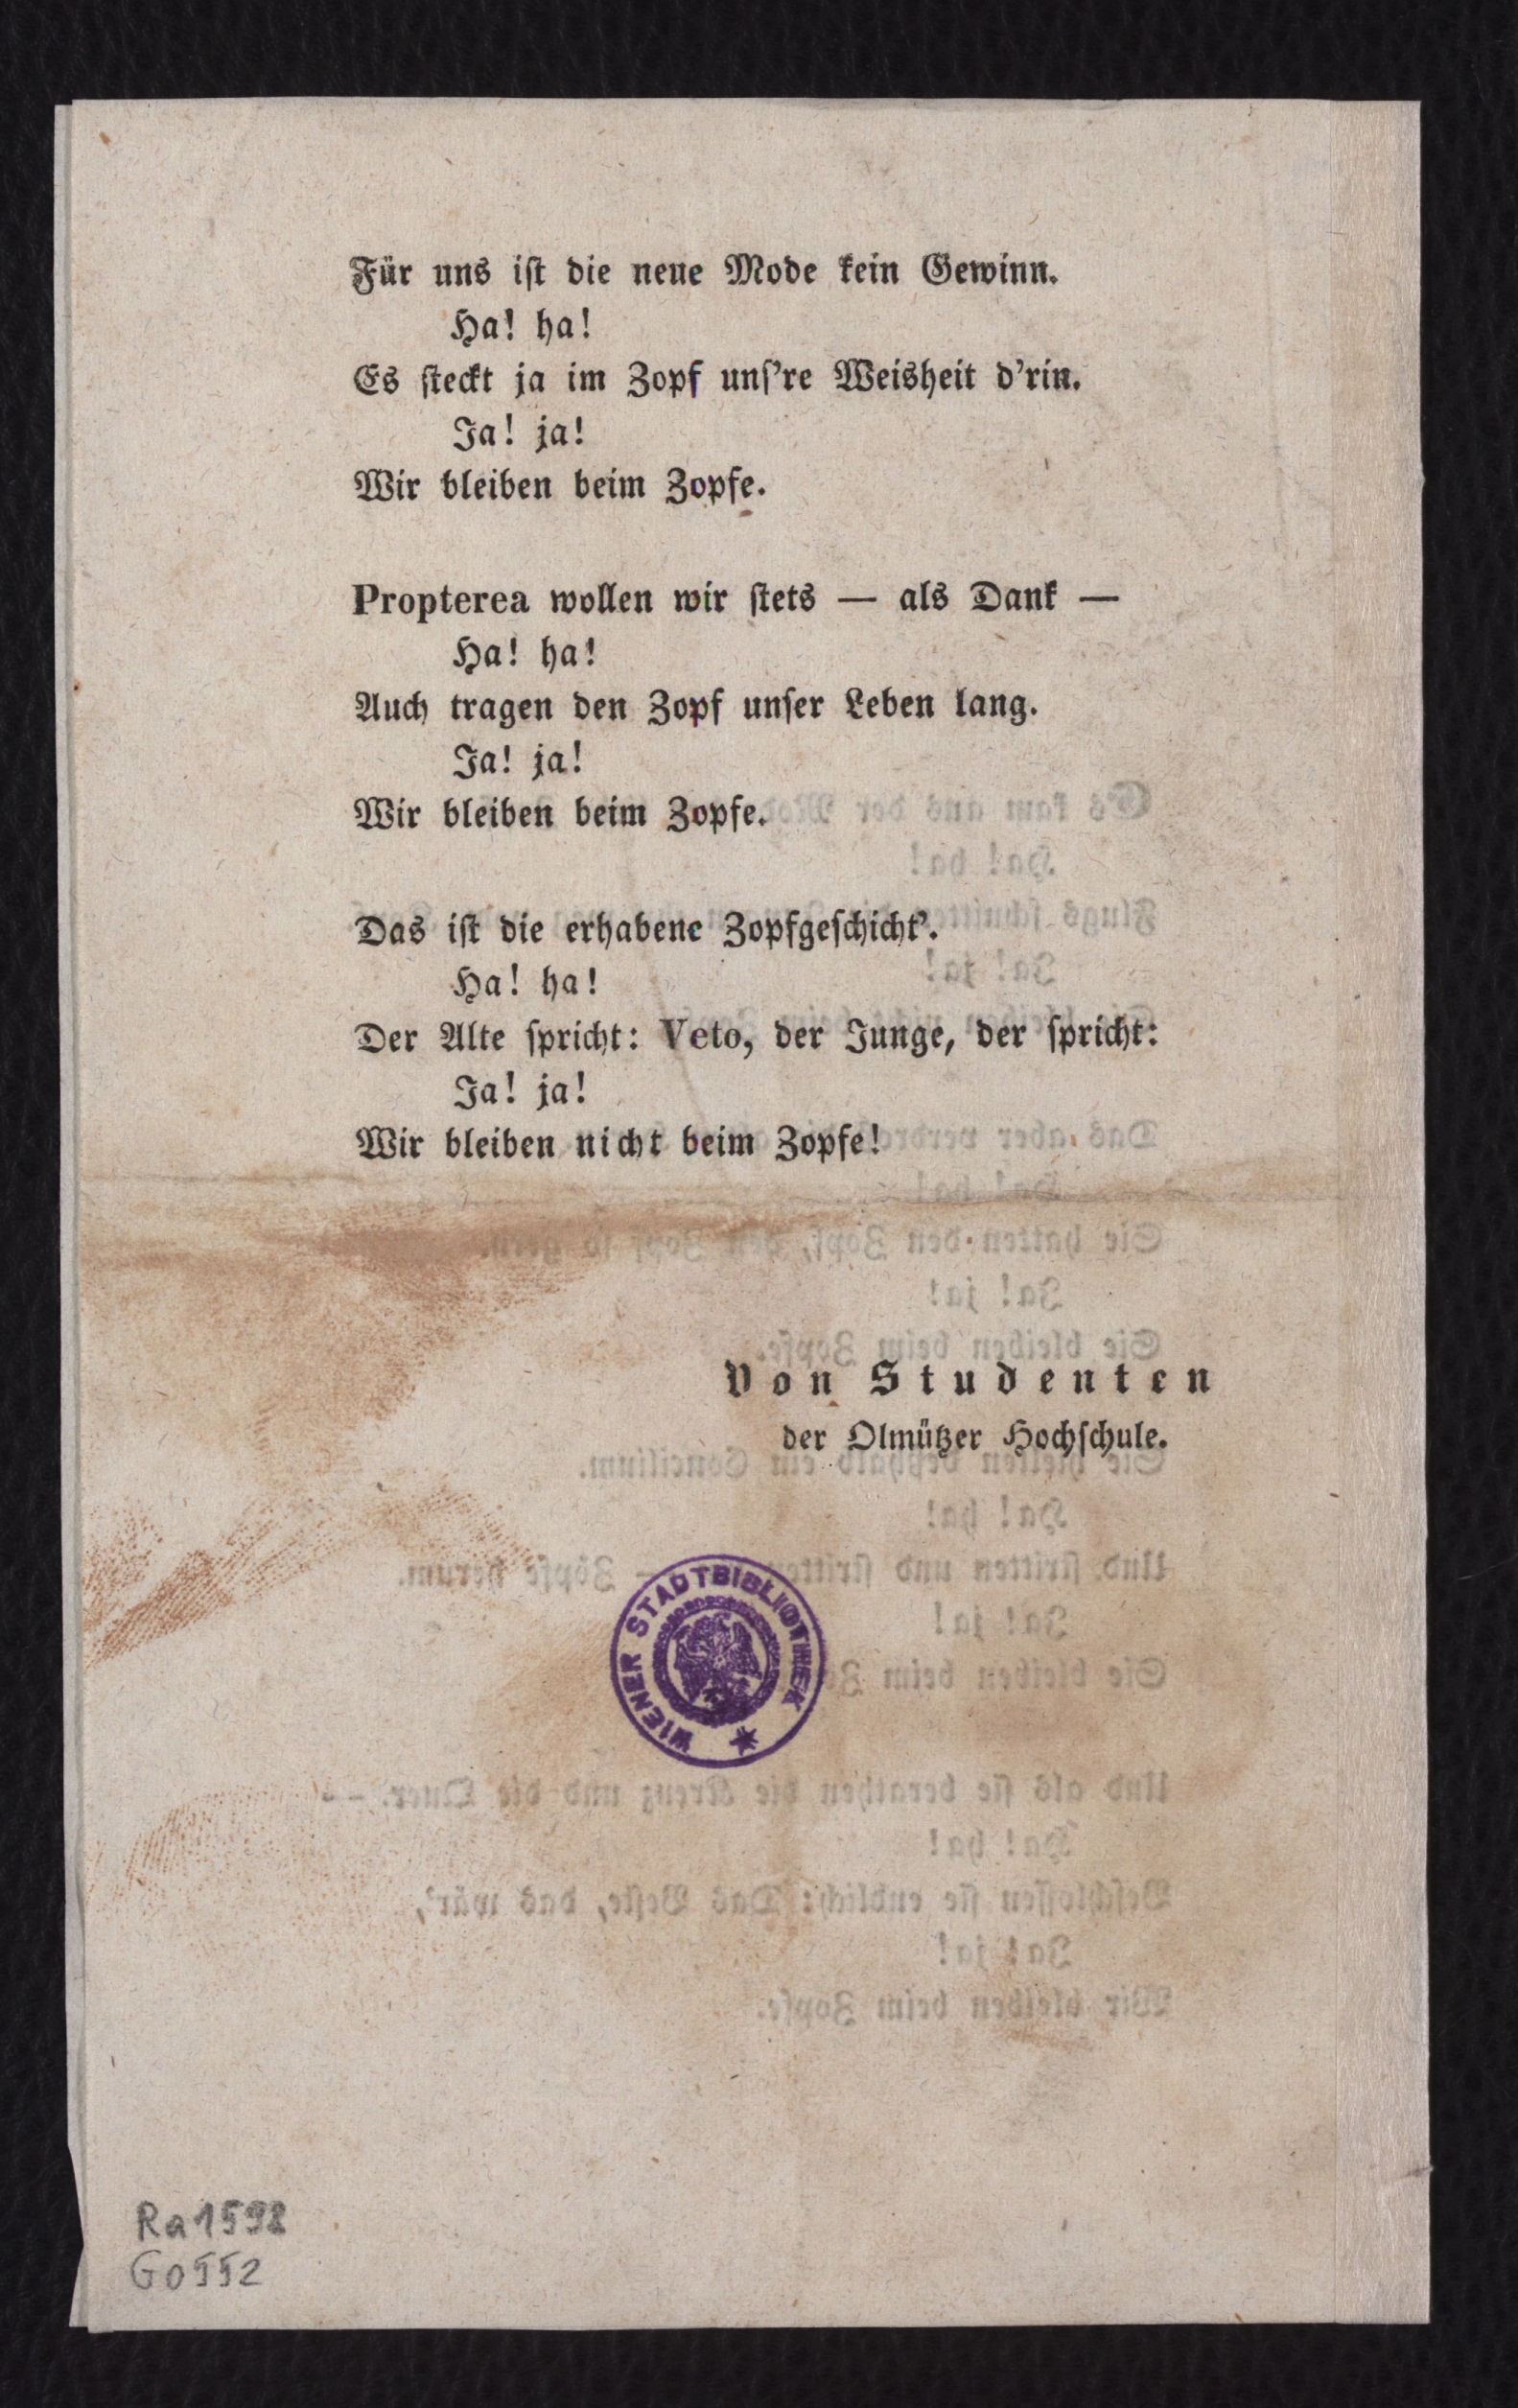 Für uns iſt die neue Mode kein Gewinn.
Ha! ha!
Es ſteckt ja im Zopf unſ’re Weisheit d’rin.
Ja! ja!
Wir bleiben beim Zopfe.
Propterea wollen wir ſtets — als Dank —
Ha! ha!
Auch tragen den Zopf unſer Leben lang.
Ja! ja!
Wir bleiben beim Zopfe.
Das iſt die erhabene Zopfgeſchicht’.
Ha! ha!
Der Alte ſpricht: Veto, der Junge, der ſpricht:
Ja! ja!
Wir bleiben nicht beim Zopfe!
Von Studenten
der Olmützer Hochſchule.
WIENER STADTBIBLIOTHEK
Ra 1598
G 0552